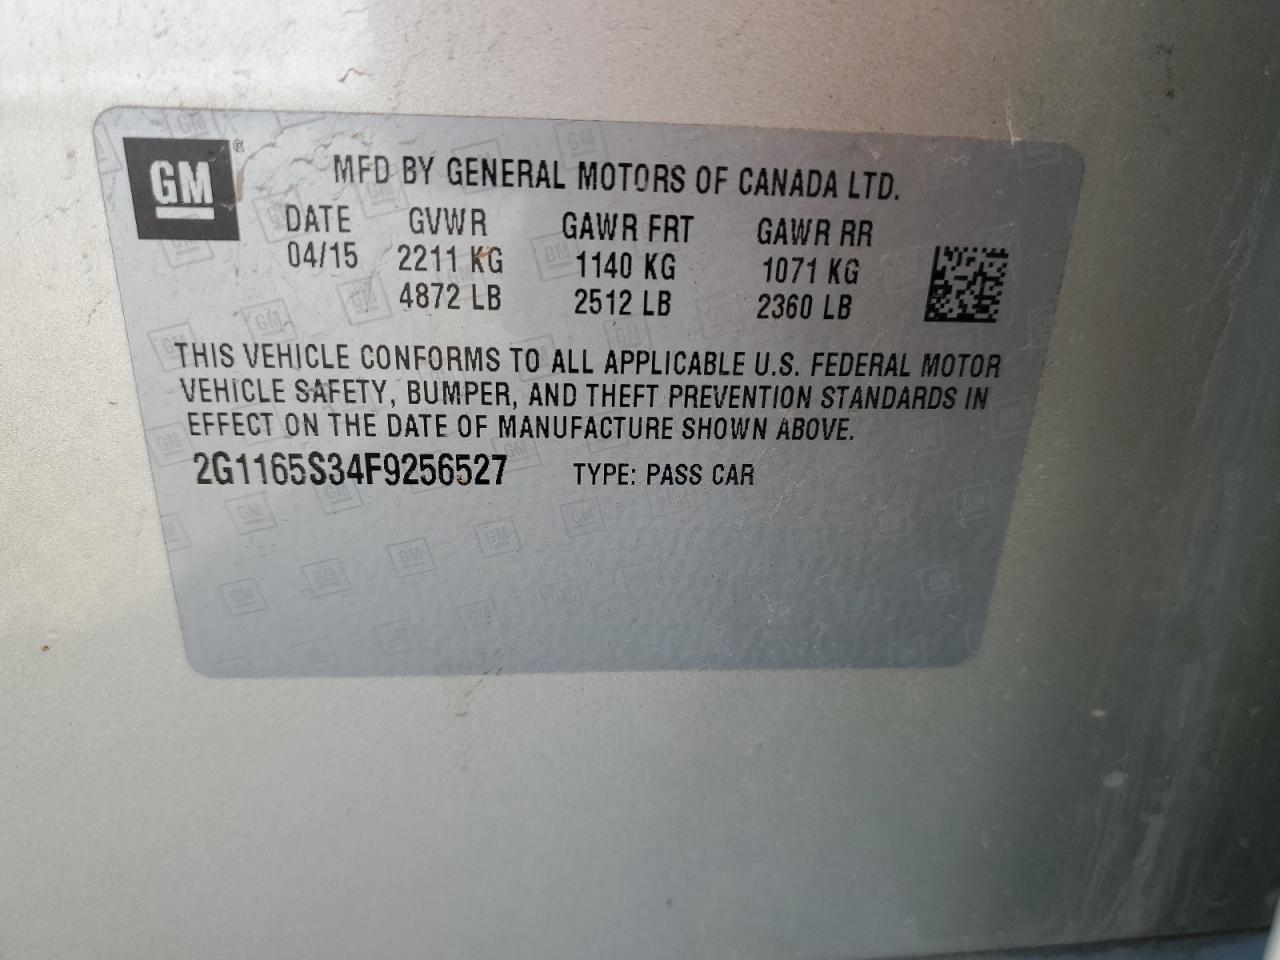 GM®
MFD BY GENERAL MOTORS OF CANADA LTD.
DATE GVWR GAWR FRT GAWR RR
04/15 2211 KG 1140 KG 1071 KG
4872 LB 2512 LB 2360 LB
THIS VEHICLE CONFORMS TO ALL APPLICABLE U.S. FEDERAL MOTOR
VEHICLE SAFETY, BUMPER, AND THEFT PREVENTION STANDARDS IN
EFFECT ON THE DATE OF MANUFACTURE SHOWN ABOVE.
2G1165S34F9256527 TYPE: PASS CAR